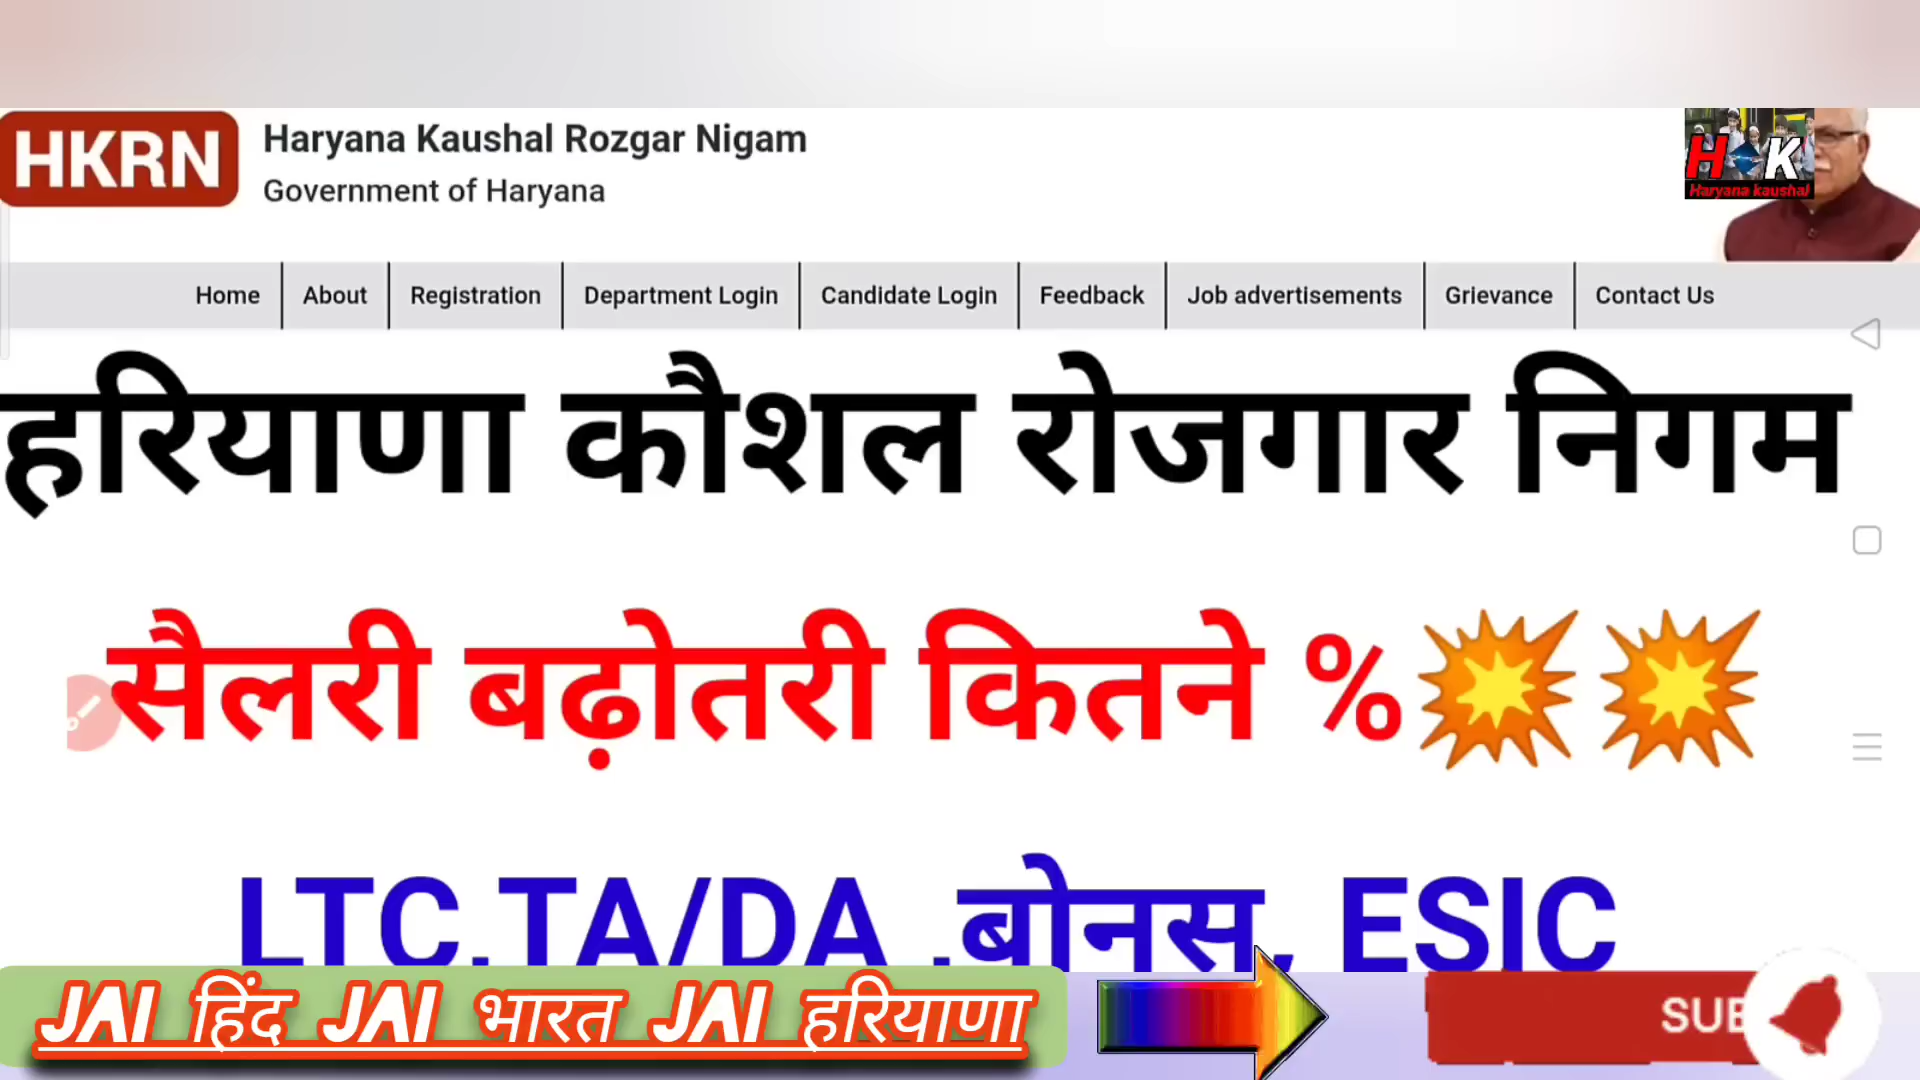 HKRN
Haryana Kaushal Rozgar Nigam
Government of Haryana
H K
Haryana kaushal
Home About Registration Department Login Candidate Login Feedback Job advertisements Grievance Contact Us
हरियाणा कौशल रोजगार निगम
सैलरी बढ़ोतरी कितने %💥💥
LTC,TA/DA ,बोनस, ESIC
JAI हिंद JAI भारत JAI हरियाणा
SUB